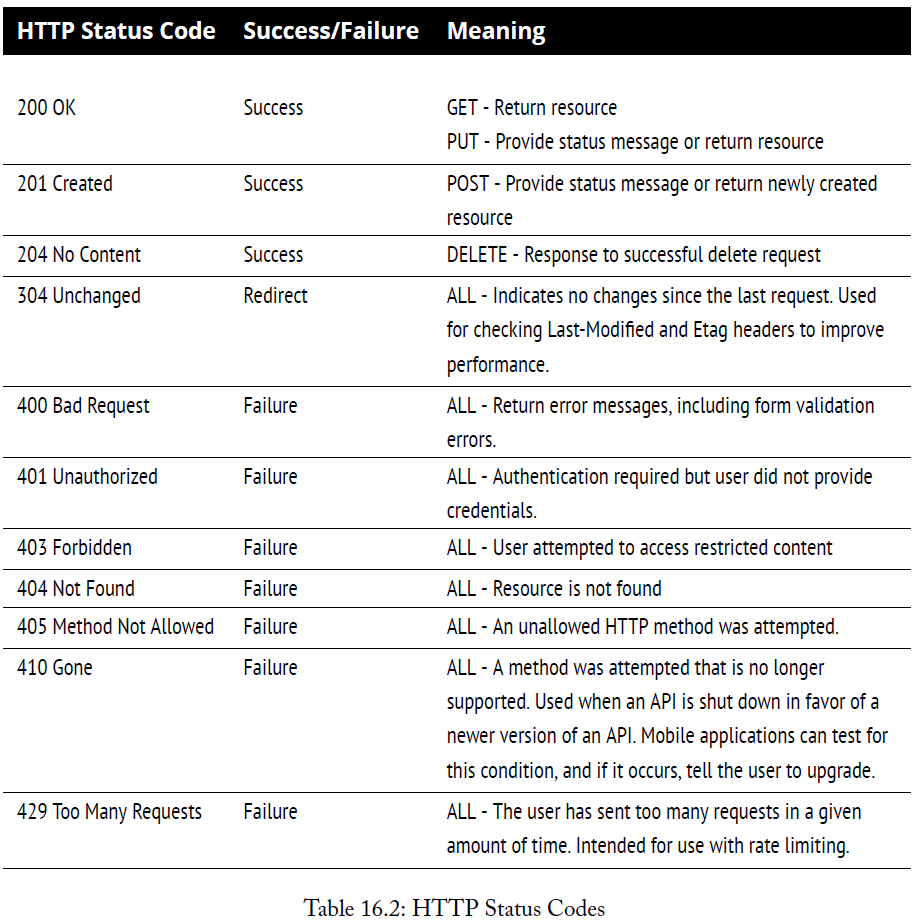 HTTP Status Code Success/Failure Meaning
200 OK Success GET - Return resource
PUT - Provide status message or return resource
201 Created Success POST - Provide status message or return newly created
resource
204 No Content Success DELETE - Response to successful delete request
304 Unchanged Redirect ALL - Indicates no changes since the last request. Used
for checking Last-Modified and Etag headers to improve
performance.
400 Bad Request Failure ALL - Return error messages, including form validation
errors.
401 Unauthorized Failure ALL - Authentication required but user did not provide
credentials.
403 Forbidden Failure ALL - User attempted to access restricted content
404 Not Found Failure ALL - Resource is not found
405 Method Not Allowed Failure ALL - An unallowed HTTP method was attempted.
410 Gone Failure ALL - A method was attempted that is no longer
supported. Used when an API is shut down in favor of a
newer version of an API. Mobile applications can test for
this condition, and if it occurs, tell the user to upgrade.
429 Too Many Requests Failure ALL - The user has sent too many requests in a given
amount of time. Intended for use with rate limiting.
Table 16.2: HTTP Status Codes